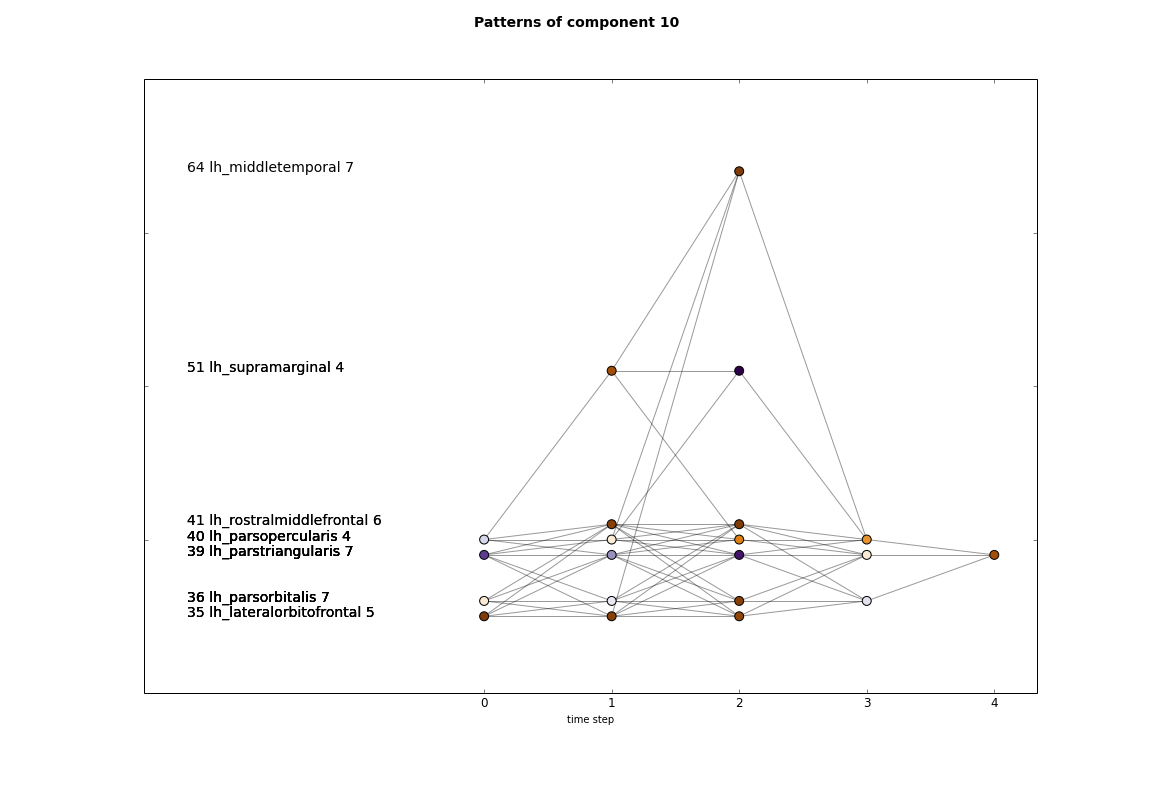 Patterns of component 10
64 lh_middletemporal 7
51 lh_supramarginal 4
41 lh_rostralmiddlefrontal 6
40 lh_parsopercularis 4
39 lh_parstriangularis 7
36 lh_parsorbitalis 7
35 lh_lateralorbitofrontal 5
0 1 2 3 4
time step